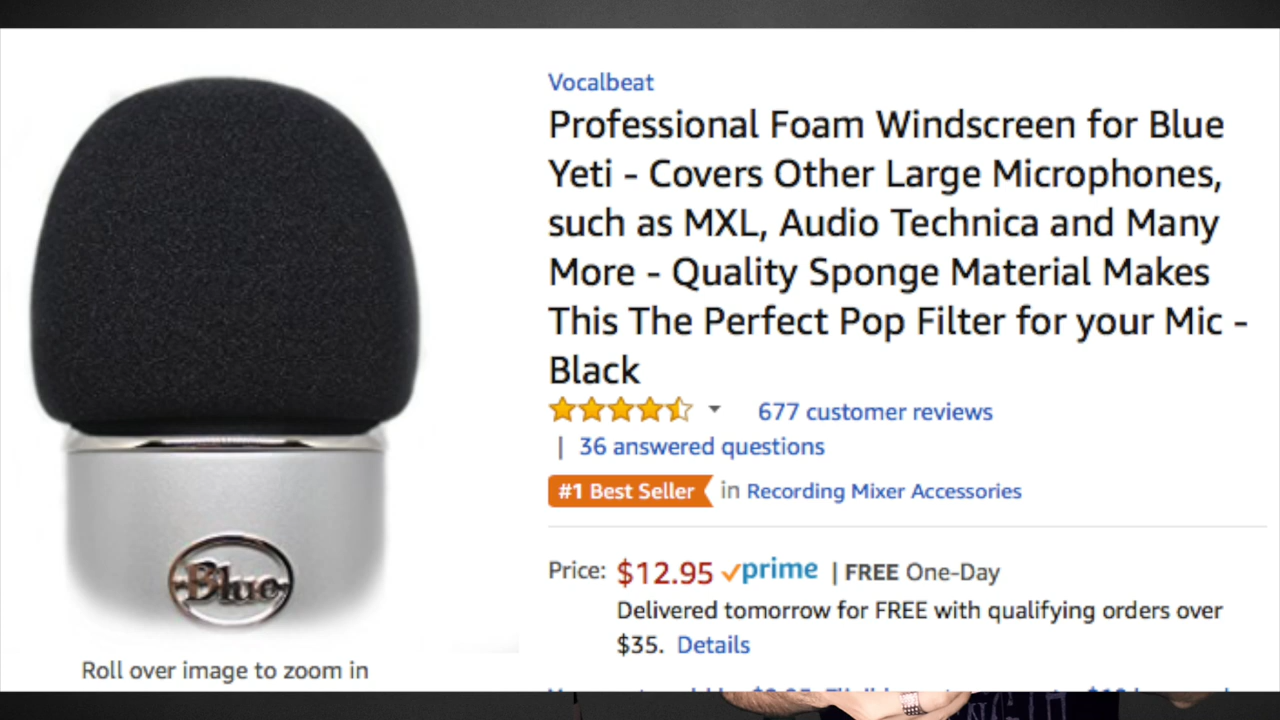 Vocalbeat
Professional Foam Windscreen for Blue
Yeti - Covers Other Large Microphones,
such as MXL, Audio Technica and Many
More - Quality Sponge Material Makes
This The Perfect Pop Filter for your Mic -
Black
677 customer reviews
| 36 answered questions
#1 Best Seller in Recording Mixer Accessories
Price: $12.95 prime | FREE One-Day
Delivered tomorrow for FREE with qualifying orders over
$35. Details
Blue
Roll over image to zoom in